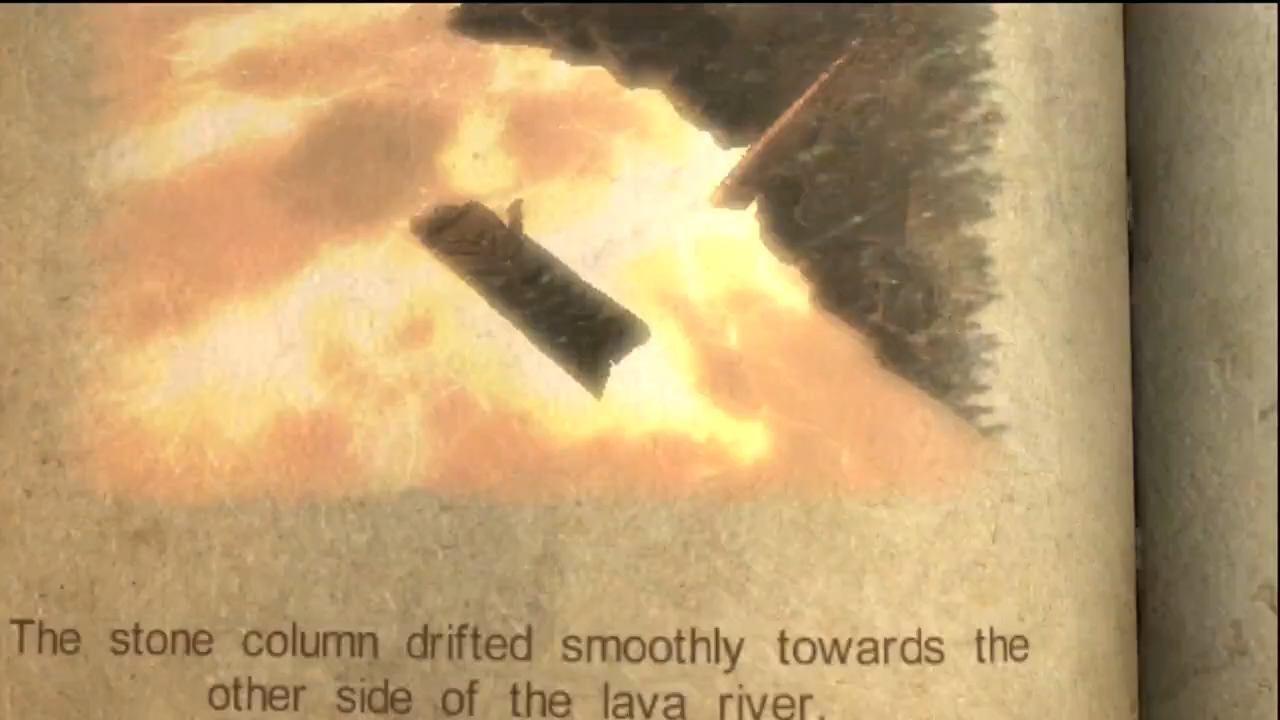 The stone column drifted smoothly towards the
other side of the lava river.